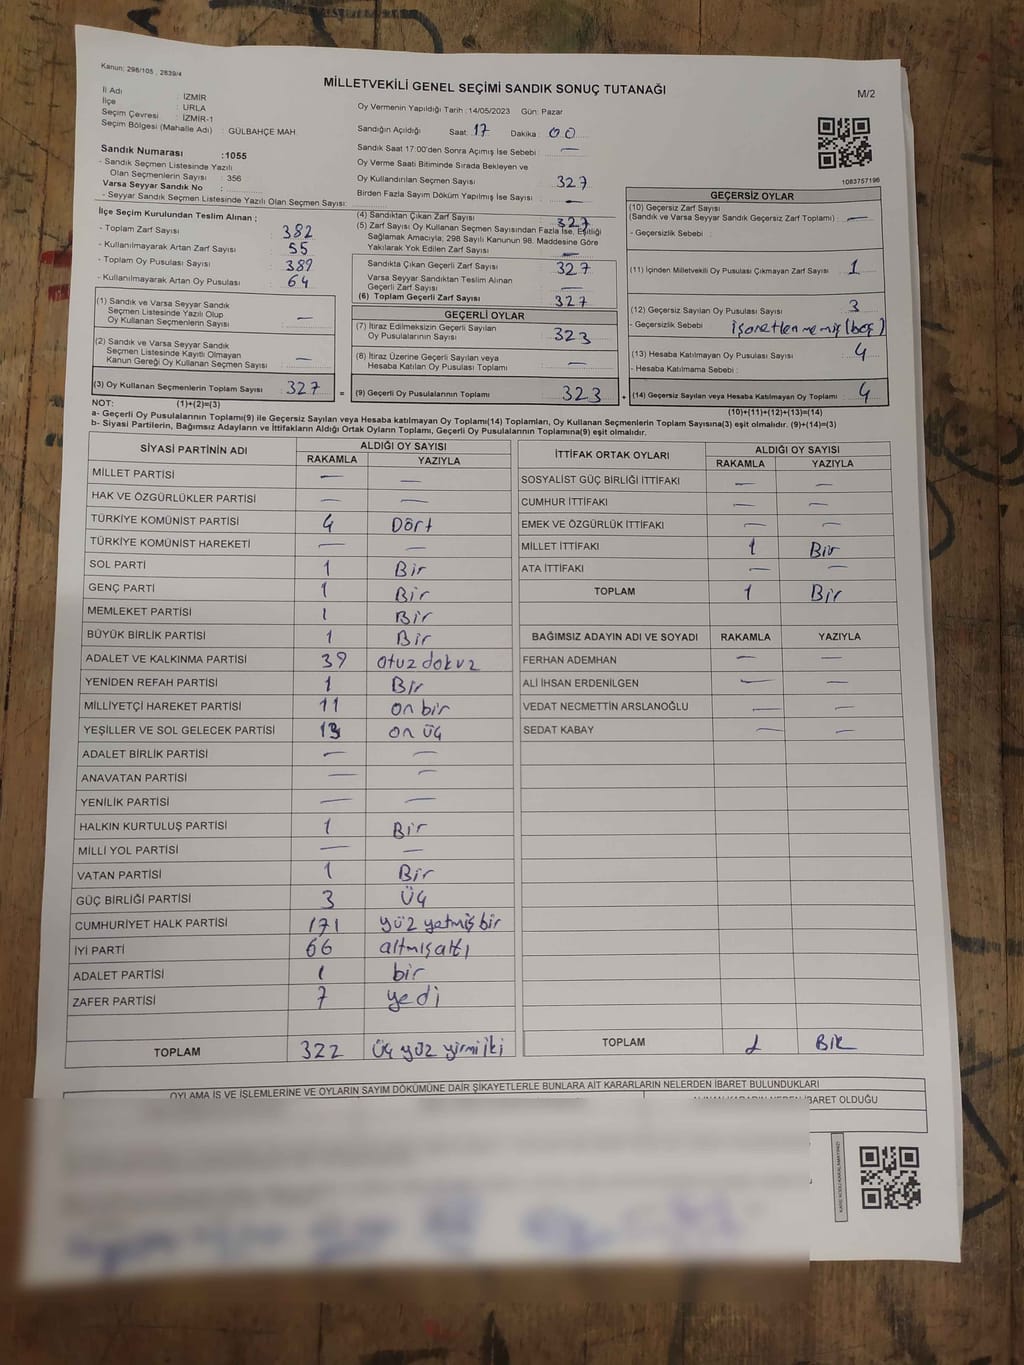 Kanun: 298/105 , 2839/4
MİLLETVEKİLİ GENEL SEÇİMİ SANDIK SONUÇ TUTANAĞI
M/2
İl Adı : İZMİR
İlçe : URLA
Seçim Çevresi : İZMİR-1
Seçim Bölgesi (Mahalle Adı) : GÜLBAHÇE MAH.
Sandık Numarası :1055
- Sandık Seçmen Listesinde Yazılı
Olan Seçmenlerin Sayısı : 356
Varsa Seyyar Sandık No :
- Seyyar Sandık Seçmen Listesinde Yazılı Olan Seçmen Sayısı:
Oy Vermenin Yapıldığı Tarih :14/05/2023 Gün: Pazar
Sandığın Açıldığı Saat: 17 Dakika : 00
Sandık Saat 17:00'den Sonra Açımış İse Sebebi : —
Oy Verme Saati Bitiminde Sırada Bekleyen ve
Oy Kullandırılan Seçmen Sayısı : 327
Birden Fazla Sayım Döküm Yapılmış İse Sayısı : —
1083757196
İlçe Seçim Kurulundan Teslim Alınan ;
- Toplam Zarf Sayısı : 382
- Kullanılmayarak Artan Zarf Sayısı : 55
- Toplam Oy Pusulası Sayısı : 387
- Kullanılmayarak Artan Oy Pusulası : 64
(1) Sandık ve Varsa Seyyar Sandık
Seçmen Listesinde Yazılı Olup
Oy Kullanan Seçmenlerin Sayısı : —
(2) Sandık ve Varsa Seyyar Sandık
Seçmen Listesinde Kayıtlı Olmayan
Kanun Gereği Oy Kullanan Seçmen Sayısı : —
(3) Oy Kullanan Seçmenlerin Toplam Sayısı : 327
(4) Sandıktan Çıkan Zarf Sayısı : 327
(5) Zarf Sayısı Oy Kullanan Seçmen Sayısından Fazla İse, Eşitliği
Sağlamak Amacıyla; 298 Sayılı Kanunun 98. Maddesine Göre
Yakılarak Yok Edilen Zarf Sayısı : —
Sandıkta Çıkan Geçerli Zarf Sayısı : 327
Varsa Seyyar Sandıktan Teslim Alınan
Geçerli Zarf Sayısı : —
(6) Toplam Geçerli Zarf Sayısı : 327
GEÇERLİ OYLAR
(7) İtiraz Edilmeksizin Geçerli Sayılan
Oy Pusulalarının Sayısı : 323
(8) İtiraz Üzerine Geçerli Sayılan veya
Hesaba Katılan Oy Pusulası Toplamı : —
= (9) Geçerli Oy Pusulalarının Toplamı : 323
GEÇERSİZ OYLAR
(10) Geçersiz Zarf Sayısı
(Sandık ve Varsa Seyyar Sandık Geçersiz Zarf Toplamı) : —
- Geçersizlik Sebebi :
(11) İçinden Milletvekili Oy Pusulası Çıkmayan Zarf Sayısı : 1
(12) Geçersiz Sayılan Oy Pusulası Sayısı : 3
- Geçersizlik Sebebi : işaretlenmemiş (boş)
(13) Hesaba Katılmayan Oy Pusulası Sayısı : 4
- Hesaba Katılmama Sebebi :
+ (14) Geçersiz Sayılan veya Hesaba Katılmayan Oy Toplamı : 4
NOT: (1)+(2)=(3)
(10)+(11)+(12)+(13)=(14)
a- Geçerli Oy Pusulalarının Toplamı(9) ile Geçersiz Sayılan veya Hesaba katılmayan Oy Toplamı(14) Toplamları, Oy Kullanan Seçmenlerin Toplam Sayısına(3) eşit olmalıdır. (9)+(14)=(3)
b- Siyasi Partilerin, Bağımsız Adayların ve İttifakların Aldığı Ortak Oyların Toplamı, Geçerli Oy Pusulalarının Toplamına(9) eşit olmalıdır.
SİYASİ PARTİNİN ADI ALDIĞI OY SAYISI
RAKAMLA YAZIYLA
MİLLET PARTİSİ — —
HAK VE ÖZGÜRLÜKLER PARTİSİ — —
TÜRKİYE KOMÜNİST PARTİSİ 4 Dört
TÜRKİYE KOMÜNİST HAREKETİ — —
SOL PARTİ 1 Bir
GENÇ PARTİ 1 Bir
MEMLEKET PARTİSİ 1 Bir
BÜYÜK BİRLİK PARTİSİ 1 Bir
ADALET VE KALKINMA PARTİSİ 39 otuz dokuz
YENİDEN REFAH PARTİSİ 1 Bir
MİLLİYETÇİ HAREKET PARTİSİ 11 on bir
YEŞİLLER VE SOL GELECEK PARTİSİ 13 on üç
ADALET BİRLİK PARTİSİ — —
ANAVATAN PARTİSİ — —
YENİLİK PARTİSİ — —
HALKIN KURTULUŞ PARTİSİ 1 Bir
MİLLİ YOL PARTİSİ — —
VATAN PARTİSİ 1 Bir
GÜÇ BİRLİĞİ PARTİSİ 3 Üç
CUMHURİYET HALK PARTİSİ 171 yüz yetmiş bir
İYİ PARTİ 66 altmış altı
ADALET PARTİSİ 1 bir
ZAFER PARTİSİ 7 yedi
TOPLAM 322 Üç yüz yirmi iki
İTTİFAK ORTAK OYLARI ALDIĞI OY SAYISI
RAKAMLA YAZIYLA
SOSYALİST GÜÇ BİRLİĞİ İTTİFAKI — —
CUMHUR İTTİFAKI — —
EMEK VE ÖZGÜRLÜK İTTİFAKI — —
MİLLET İTTİFAKI 1 Bir
ATA İTTİFAKI — —
TOPLAM 1 Bir
BAĞIMSIZ ADAYIN ADI VE SOYADI RAKAMLA YAZIYLA
FERHAN ADEMHAN — —
ALİ İHSAN ERDENİLGEN — —
VEDAT NECMETTİN ARSLANOĞLU — —
SEDAT KABAY — —
TOPLAM 1 BİR
OYLAMA İŞ VE İŞLEMLERİNE VE OYLARIN SAYIM DÖKÜMÜNE DAİR ŞİKAYETLERLE BUNLARA AİT KARARLARIN NELERDEN İBARET BULUNDUKLARI
İBARET OLDUĞU